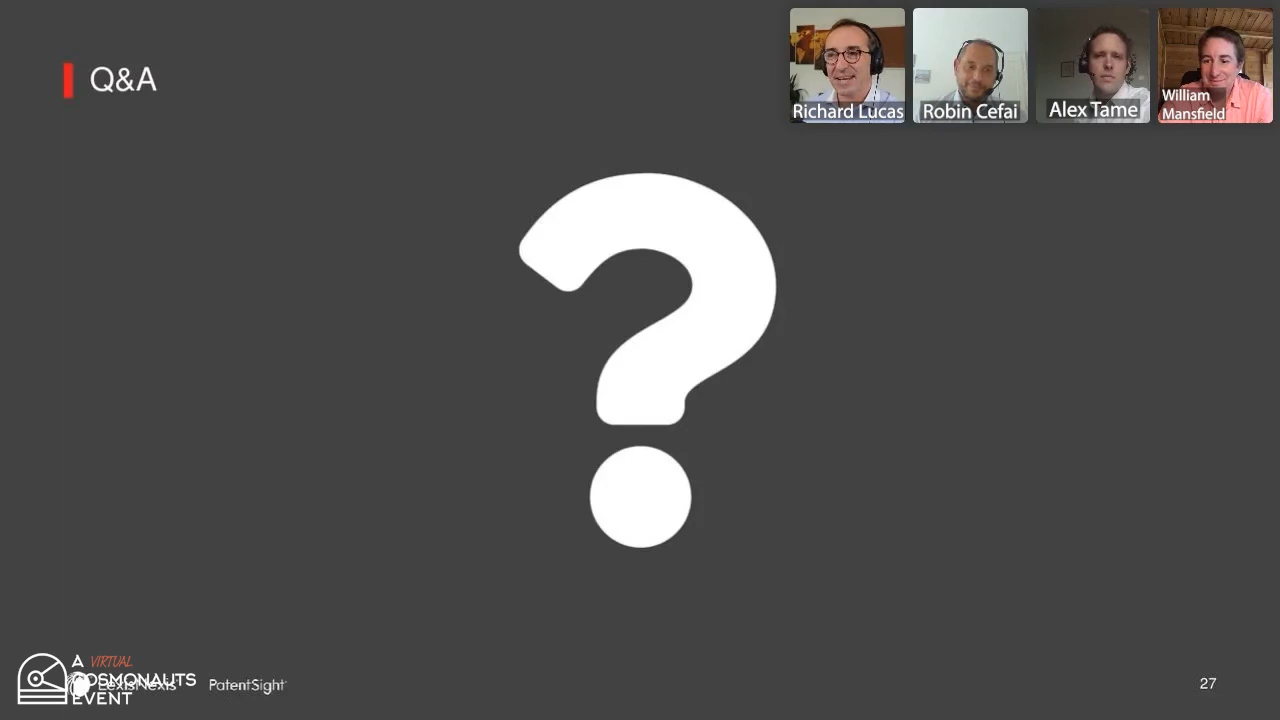 Q&A
Richard Lucas
Robin Cefai
Alex Tame
William
Mansfield
?
A VIRTUAL
COSMONAUTS
EVENT
LexisNexis PatentSight
27